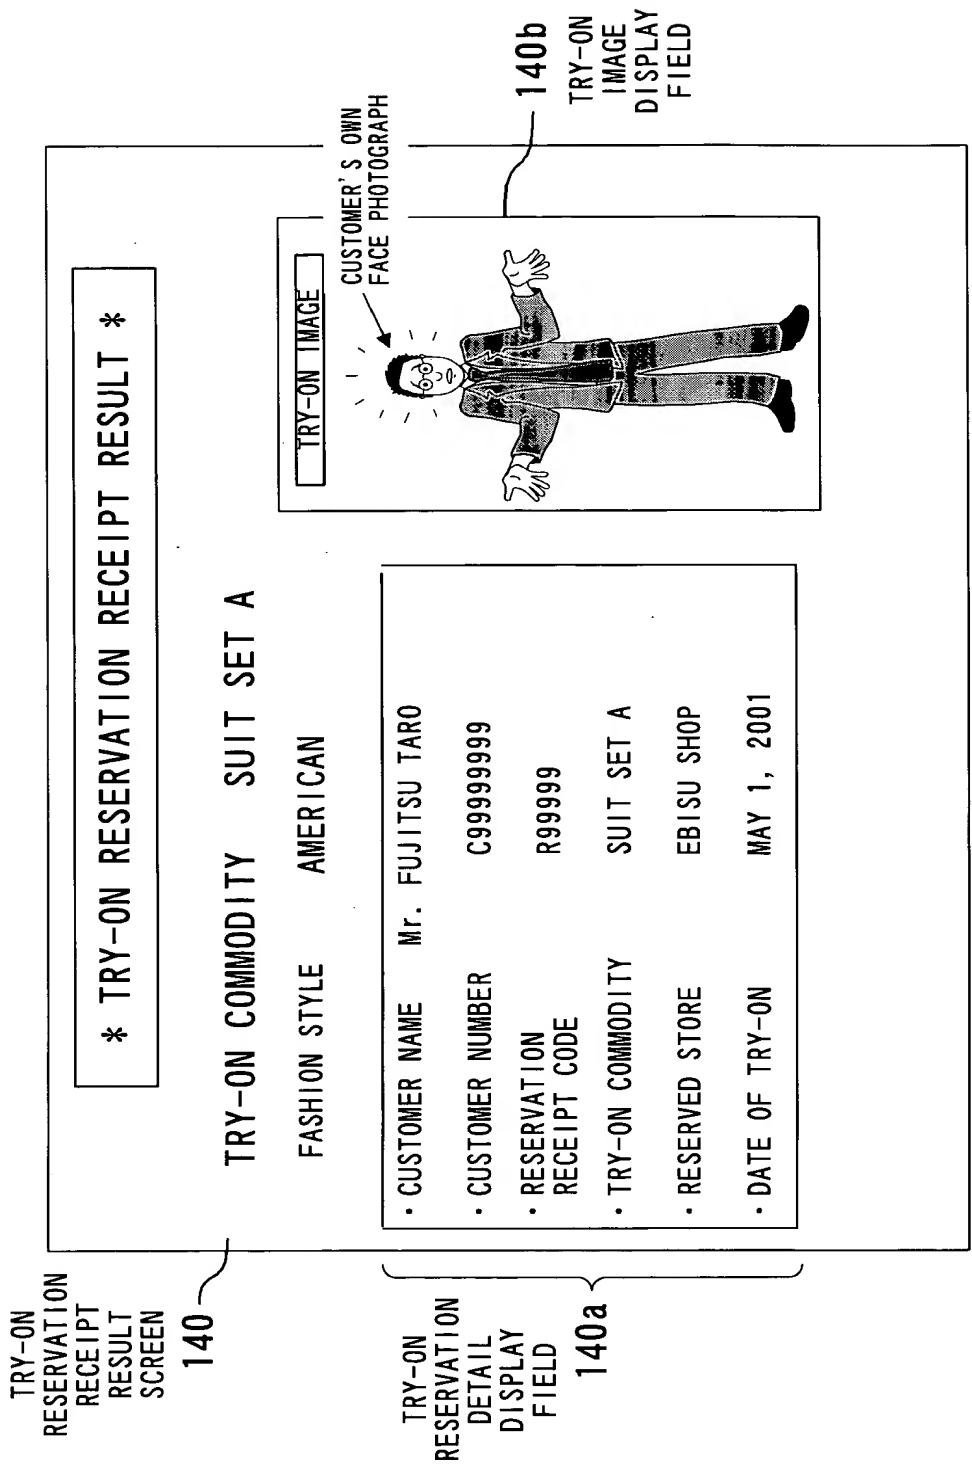 TRY-ON
RESERVATION
RECEIPT
RESULT
SCREEN
140
* TRY-ON RESERVATION RECEIPT RESULT *
TRY-ON COMMODITY SUIT SET A
FASHION STYLE AMERICAN
TRY-ON
RESERVATION
DETAIL
DISPLAY
FIELD
140a
· CUSTOMER NAME Mr. FUJITSU TARO
· CUSTOMER NUMBER C99999999
· RESERVATION
RECEIPT CODE R99999
· TRY-ON COMMODITY SUIT SET A
· RESERVED STORE EBISU SHOP
· DATE OF TRY-ON MAY 1, 2001
TRY-ON IMAGE
CUSTOMER'S OWN
FACE PHOTOGRAPH
140b
TRY-ON
IMAGE
DISPLAY
FIELD